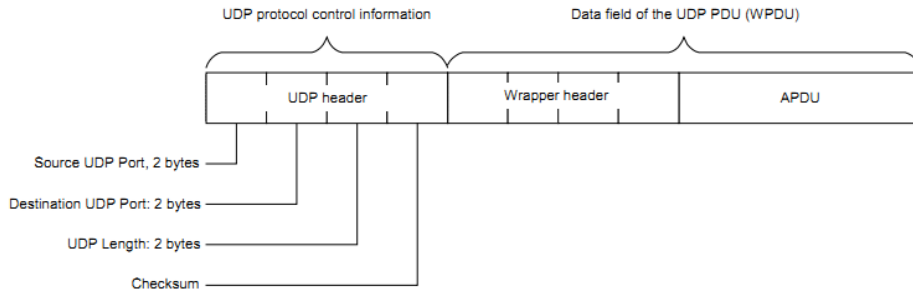 UDP protocol control information
Data field of the UDP PDU (WPDU)
UDP header
Wrapper header
APDU
Source UDP Port, 2 bytes
Destination UDP Port: 2 bytes
UDP Length: 2 bytes
Checksum